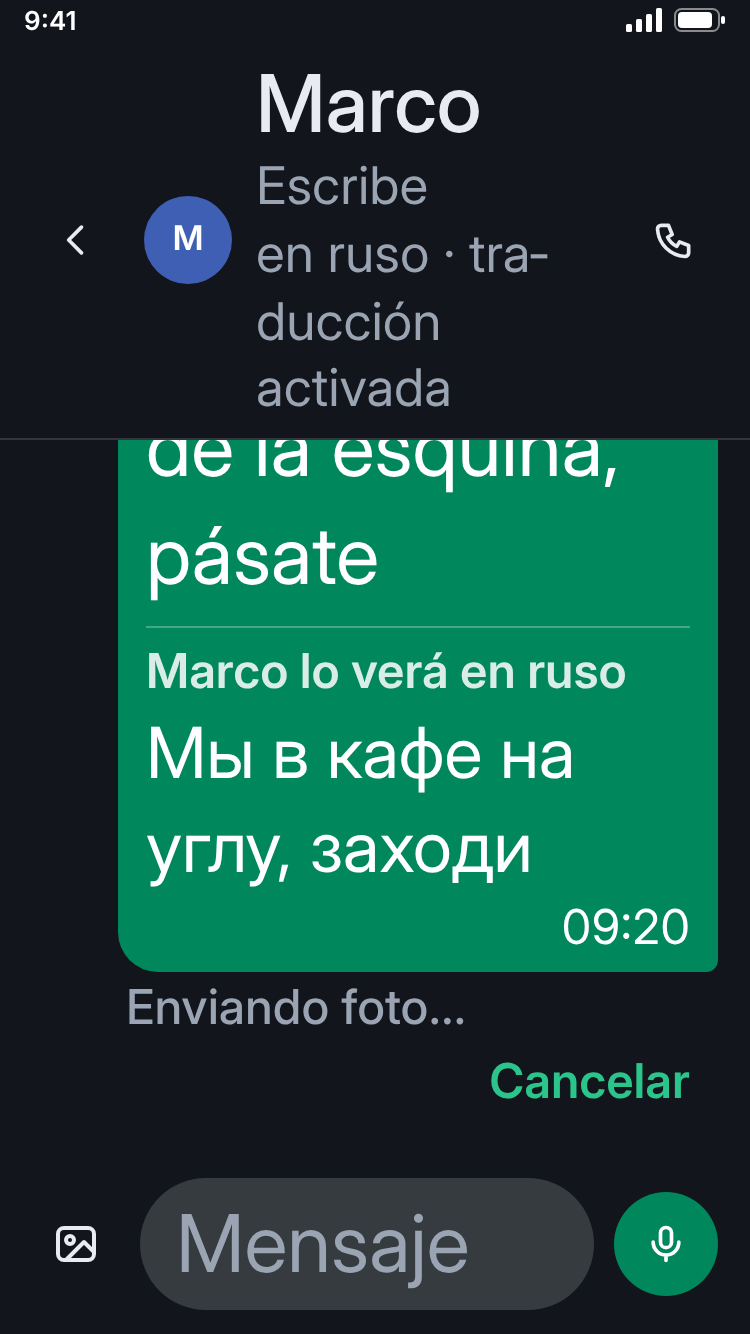 9:41
Marco
M
Escribe
en ruso · tra-
ducción
activada
de la esquina,
pásate
Marco lo verá en ruso
Мы в кафе на
углу, заходи
09:20
Enviando foto...
Cancelar
Mensaje